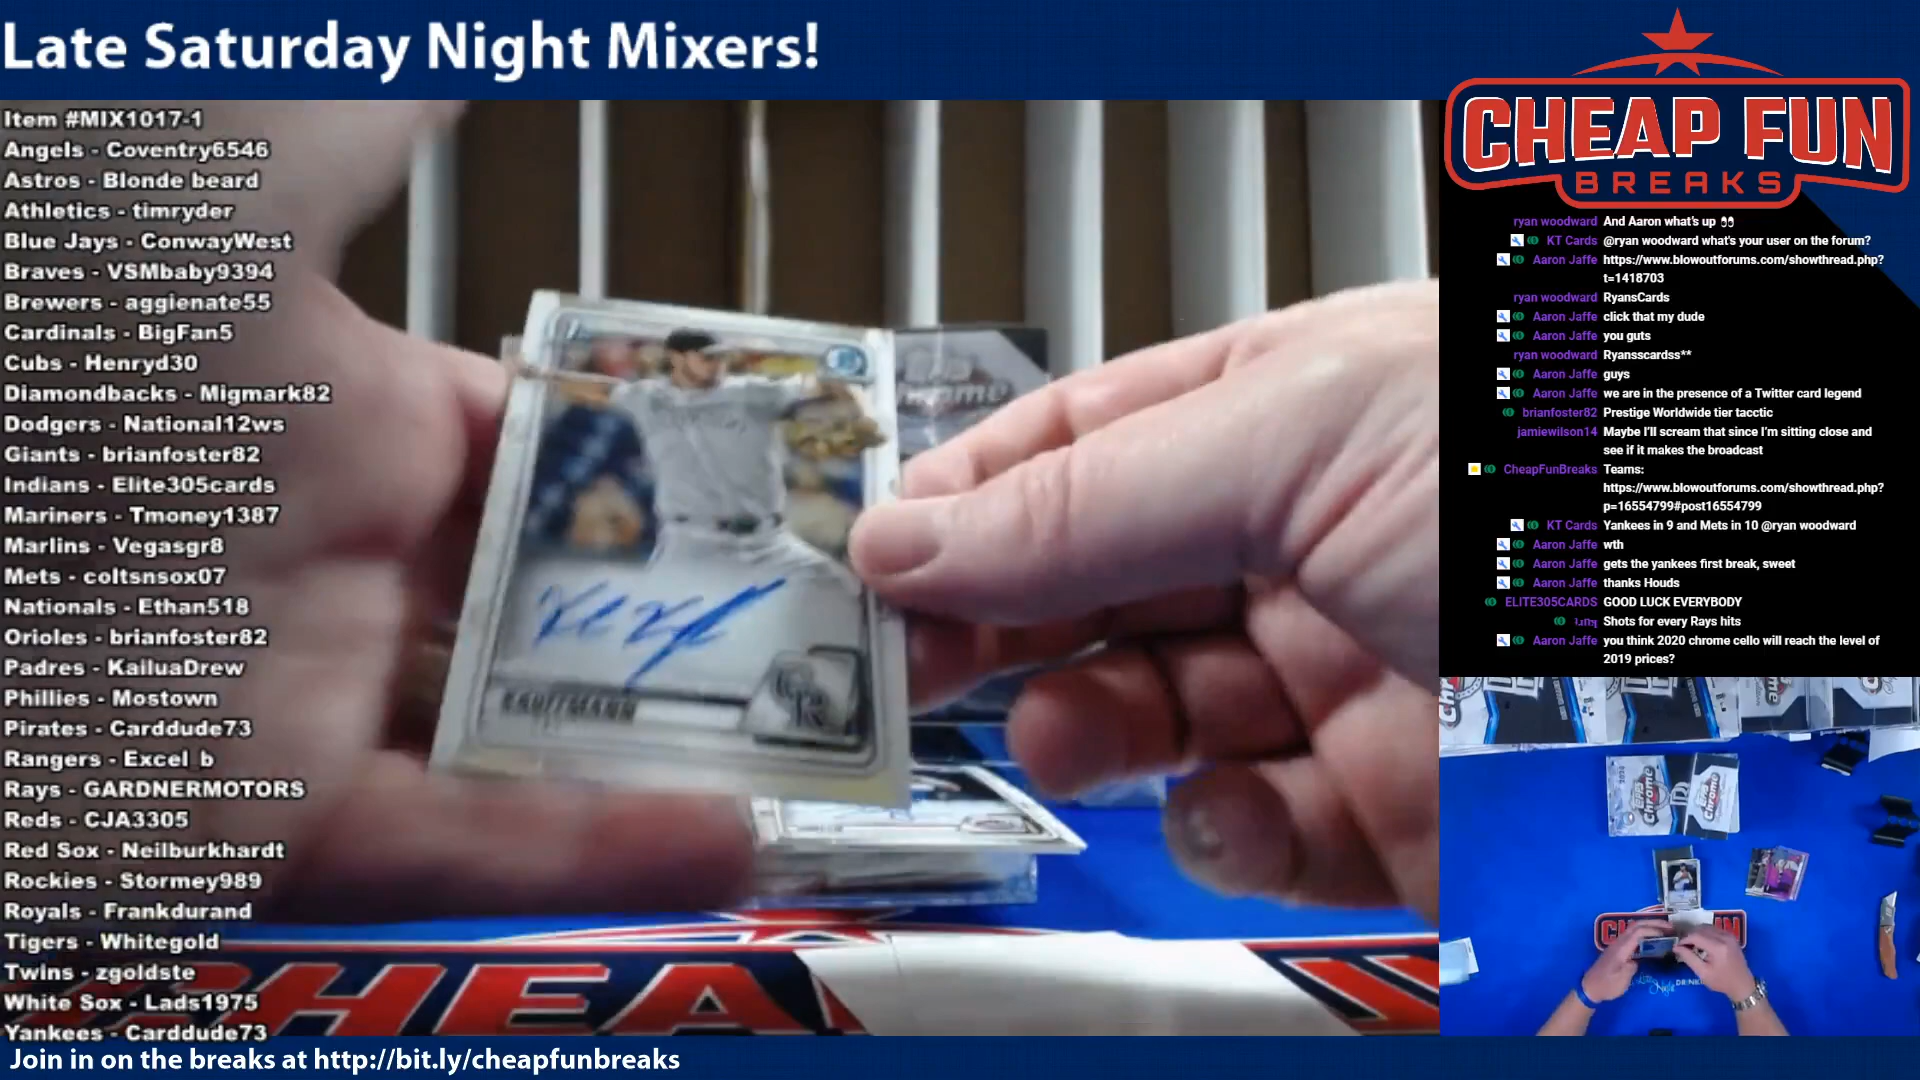 Late Saturday Night Mixers!
Item #MIX1017-1
Angels - Coventry6546
Astros - Blonde beard
Athletics - timryder
Blue Jays - ConwayWest
Braves - VSMbaby9394
Brewers - aggienate55
Cardinals - BigFan5
Cubs - Henryd30
Diamondbacks - Migmark82
Dodgers - National12ws
Giants - brianfoster82
Indians - Elite305cards
Mariners - Tmoney1387
Marlins - Vegasgr8
Mets - coltsnsox07
Nationals - Ethan518
Orioles - brianfoster82
Padres - KailuaDrew
Phillies - Mostown
Pirates - Carddude73
Rangers - Excel_b
Rays - GARDNERMOTORS
Reds - CJA3305
Red Sox - Neilburkhardt
Rockies - Stormey989
Royals - Frankdurand
Tigers - Whitegold
Twins - zgoldste
White Sox - Lads1975
Yankees - Carddude73
Join in on the breaks at http://bit.ly/cheapfunbreaks
KAUFFMANN
CR
Chrome
CHEA
CHEAP FUN
BREAKS
ryan woodward And Aaron what's up 👀
KT Cards @ryan woodward what's your user on the forum?
Aaron Jaffe https://www.blowoutforums.com/showthread.php?
t=1418703
ryan woodward RyansCards
Aaron Jaffe click that my dude
Aaron Jaffe you guts
ryan woodward Ryansscardss**
Aaron Jaffe guys
Aaron Jaffe we are in the presence of a Twitter card legend
brianfoster82 Prestige Worldwide tier tacctic
jamiewilson14 Maybe I'll scream that since I'm sitting close and
see if it makes the broadcast
CheapFunBreaks Teams:
https://www.blowoutforums.com/showthread.php?
p=16554799#post16554799
KT Cards Yankees in 9 and Mets in 10 @ryan woodward
Aaron Jaffe wth
Aaron Jaffe gets the yankees first break, sweet
Aaron Jaffe thanks Houds
ELITE305CARDS GOOD LUCK EVERYBODY
Shots for every Rays hits
Aaron Jaffe you think 2020 chrome cello will reach the level of
2019 prices?
Chrome
Chrome